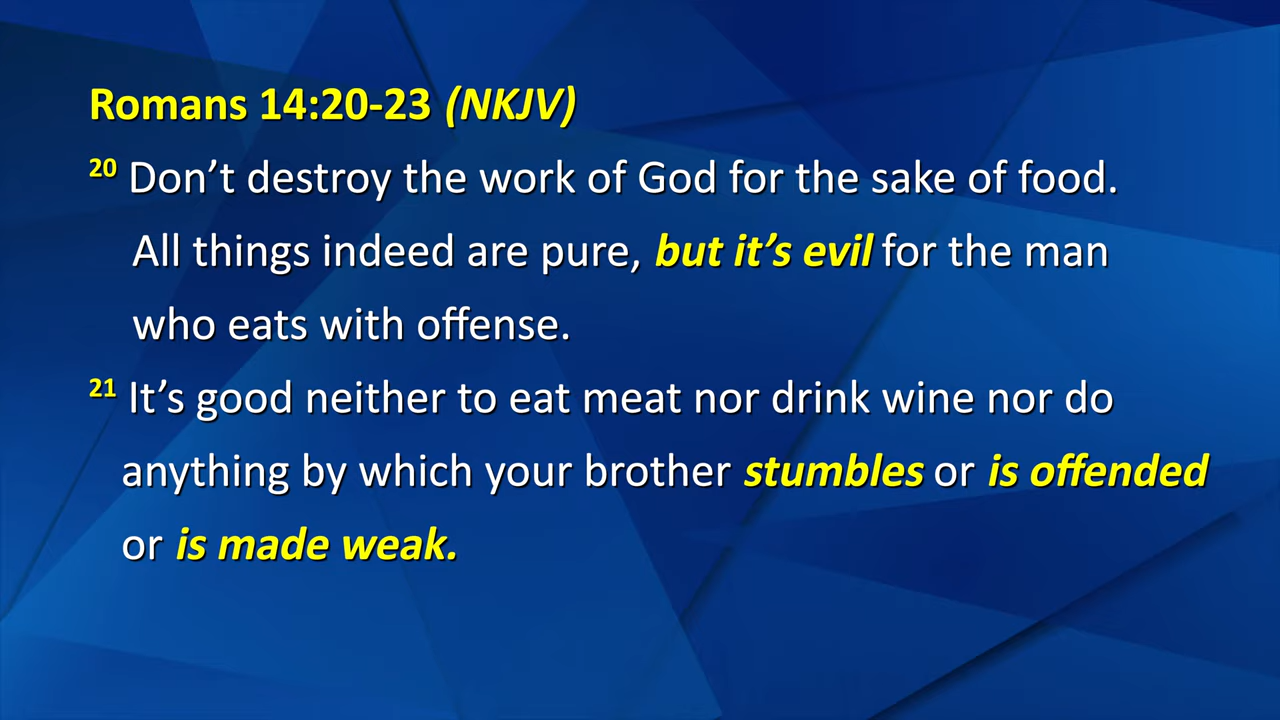 Romans 14:20-23 (NKJV)
20 Don’t destroy the work of God for the sake of food.
All things indeed are pure, but it’s evil for the man
who eats with offense.
21 It’s good neither to eat meat nor drink wine nor do
anything by which your brother stumbles or is offended
or is made weak.